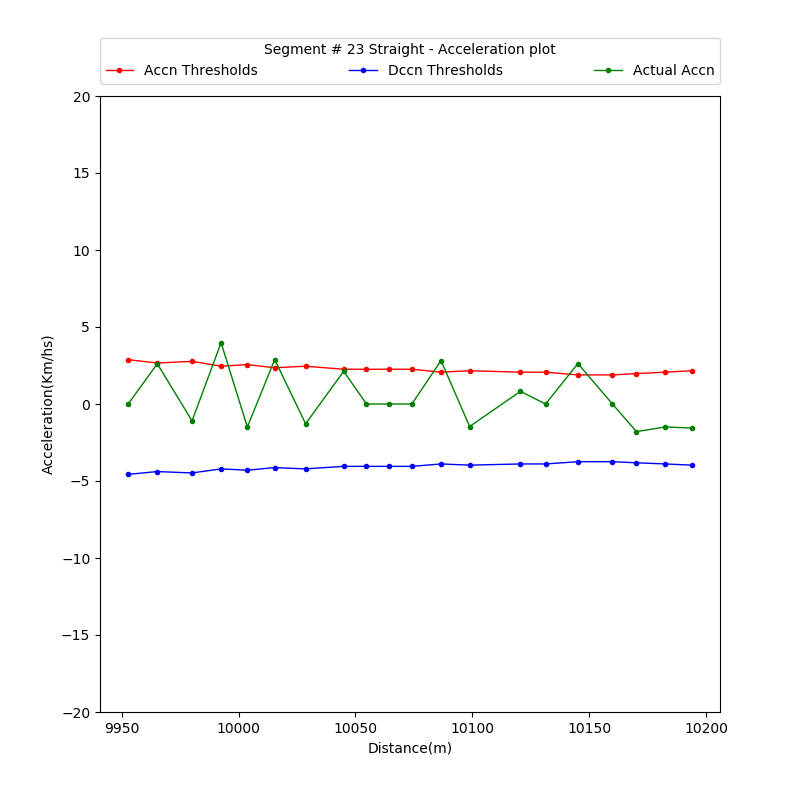 Segment # 23 Straight - Acceleration plot
Accn Thresholds Dccn Thresholds Actual Accn
20
15
10
5
0
−5
−10
−15
−20
Acceleration(Km/hs)
9950 10000 10050 10100 10150 10200
Distance(m)